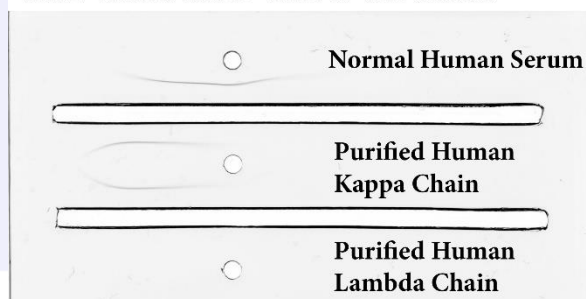 Normal Human Serum
Purified Human
Kappa Chain
Purified Human
Lambda Chain